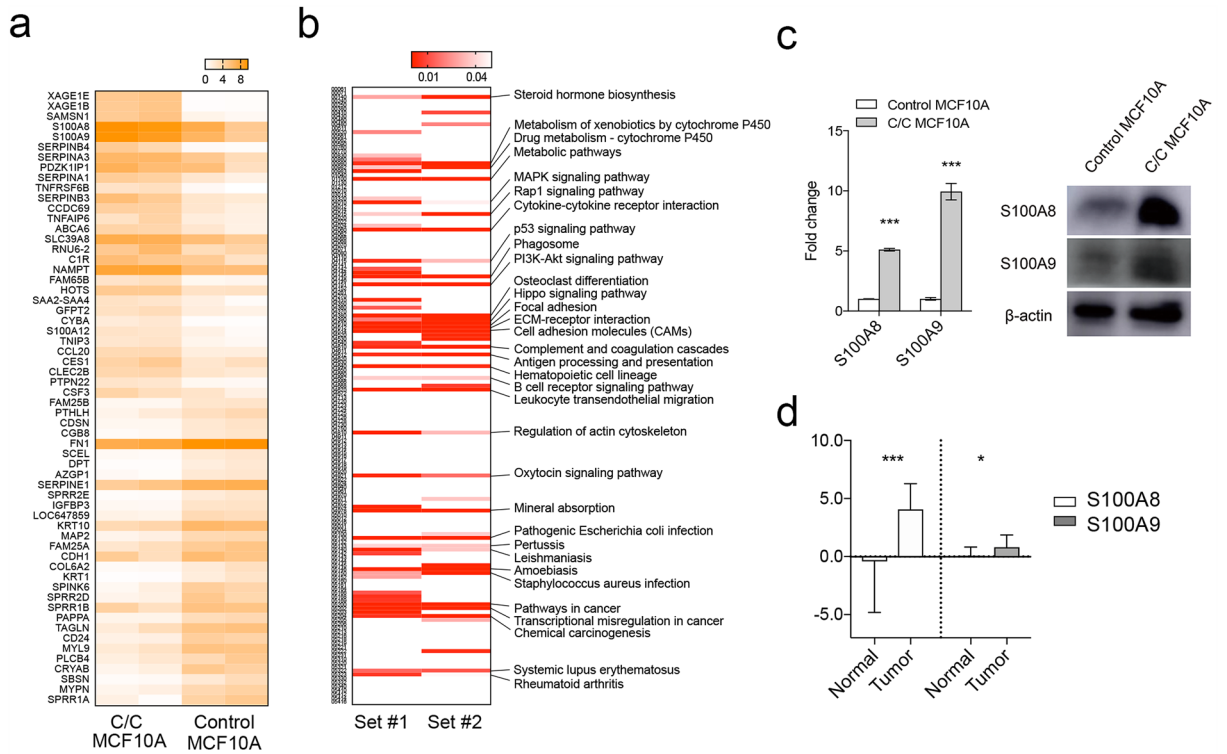 a
0 4 8
XAGE1E
XAGE1B
SAMSN1
S100A8
S100A9
SERPINB4
SERPINA3
PDZK1IP1
SERPINA1
TNFRSF6B
SERPINB3
CCDC69
TNFAIP6
ABCA6
SLC39A8
RNU6-2
C1R
NAMPT
FAM65B
HOTS
SAA2-SAA4
GFPT2
CYBA
S100A12
TNIP3
CCL20
CES1
CLEC2B
PTPN22
CSF3
FAM25B
PTHLH
CDSN
CGB8
FN1
SCEL
DPT
AZGP1
SERPINE1
SPRR2E
IGFBP3
LOC647859
KRT10
MAP2
FAM25A
CDH1
COL6A2
KRT1
SPINK6
SPRR2D
SPRR1B
PAPPA
TAGLN
CD24
MYL9
PLCB4
CRYAB
SBSN
MYPN
SPRR1A
C/C
MCF10A
Control
MCF10A
b
0.01 0.04
Steroid hormone biosynthesis
Metabolism of xenobiotics by cytochrome P450
Drug metabolism - cytochrome P450
Metabolic pathways
MAPK signaling pathway
Rap1 signaling pathway
Cytokine-cytokine receptor interaction
p53 signaling pathway
Phagosome
PI3K-Akt signaling pathway
Osteoclast differentiation
Hippo signaling pathway
Focal adhesion
ECM-receptor interaction
Cell adhesion molecules (CAMs)
Complement and coagulation cascades
Antigen processing and presentation
Hematopoietic cell lineage
B cell receptor signaling pathway
Leukocyte transendothelial migration
Regulation of actin cytoskeleton
Oxytocin signaling pathway
Mineral absorption
Pathogenic Escherichia coli infection
Pertussis
Leishmaniasis
Amoebiasis
Staphylococcus aureus infection
Pathways in cancer
Transcriptional misregulation in cancer
Chemical carcinogenesis
Systemic lupus erythematosus
Rheumatoid arthritis
Set #1 Set #2
c
Control MCF10A
C/C MCF10A
Fold change
15
10
5
0
***
***
S100A8
S100A9
Control MCF10A
C/C MCF10A
S100A8
S100A9
β-actin
d
10.0
5.0
0.0
-5.0
***
*
Normal
Tumor
Normal
Tumor
S100A8
S100A9